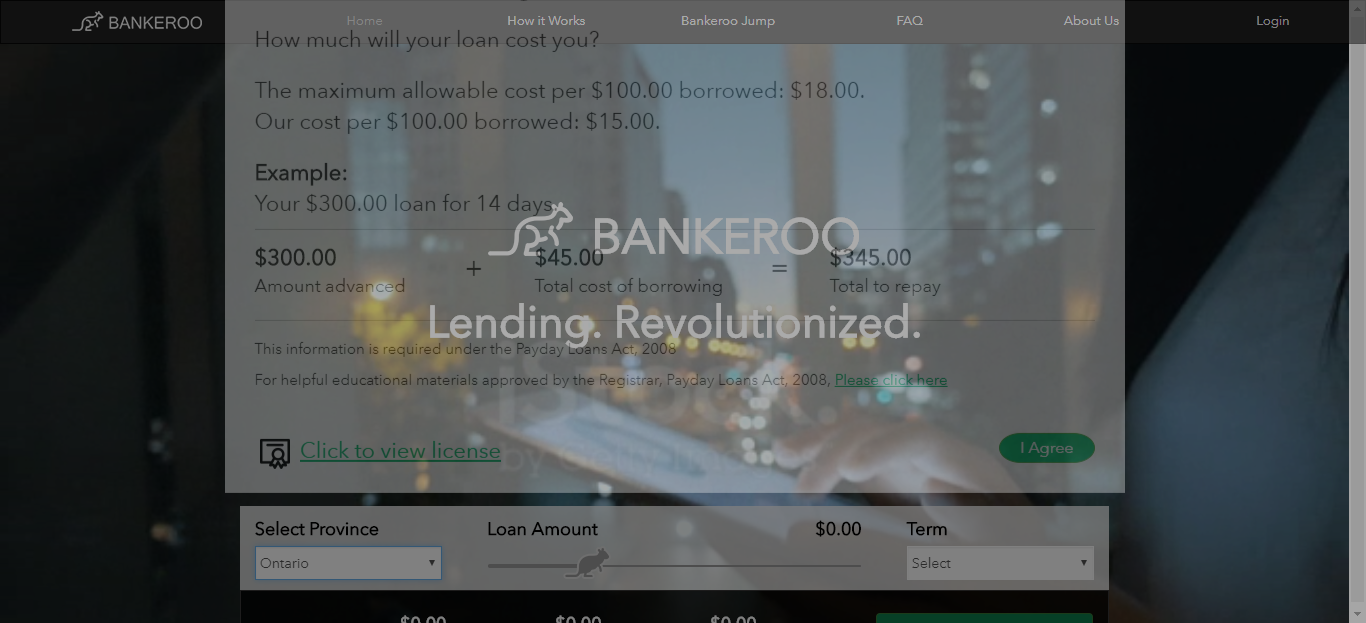 BANKEROO
Home
How it Works
Bankeroo Jump
FAQ
About Us
Login
How much will your loan cost you?
The maximum allowable cost per $100.00 borrowed: $18.00.
Our cost per $100.00 borrowed: $15.00.
Example:
Your $300.00 loan for 14 days
BANKEROO
$300.00 + $45.00 = $345.00
Amount advanced Total cost of borrowing Total to repay
Lending. Revolutionized.
This information is required under the Payday Loans Act, 2008
For helpful educational materials approved by the Registrar, Payday Loans Act, 2008, Please click here
iStock.
Click to view license
I Agree
Select Province
Loan Amount
$0.00
Term
Ontario
Select
$0.00 $0.00 $0.00